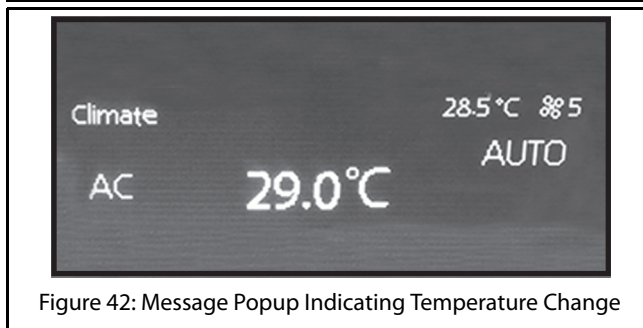 28.5°C 5
Climate
AUTO
AC 29.0°C
Figure 42: Message Popup Indicating Temperature Change